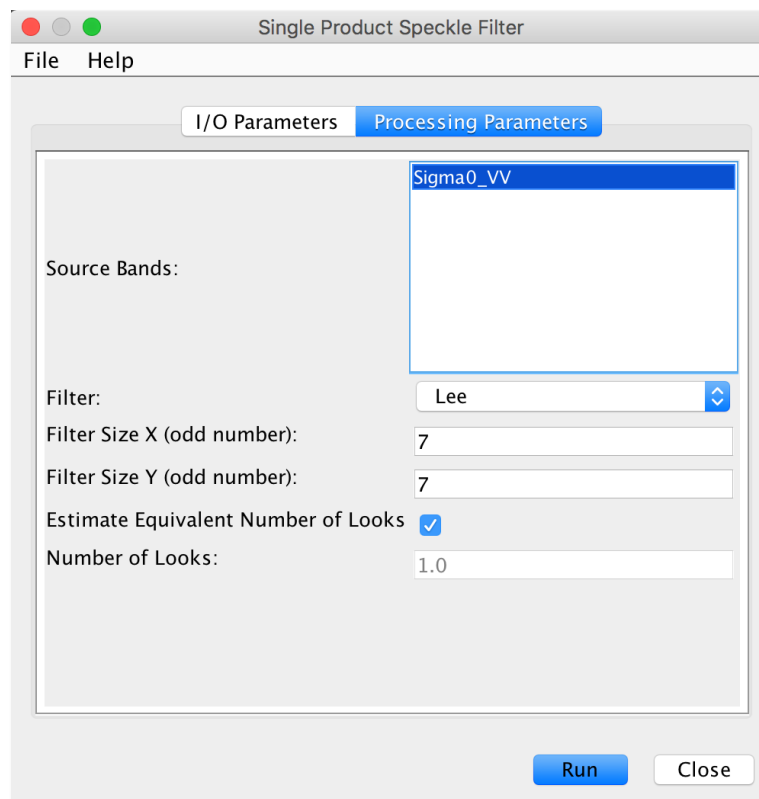 Single Product Speckle Filter
File Help
I/O Parameters Processing Parameters
Sigma0_VV
Source Bands:
Filter: Lee
Filter Size X (odd number): 7
Filter Size Y (odd number): 7
Estimate Equivalent Number of Looks
Number of Looks: 1.0
Run Close